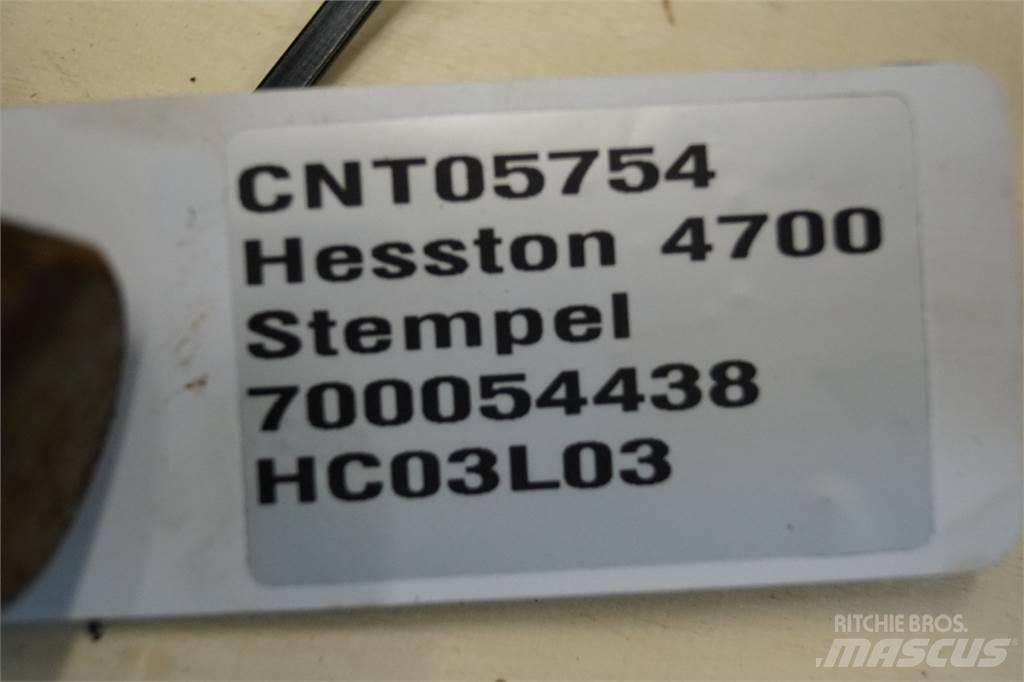 CNT05754
Hesston 4700
Stempel
700054438
HC03L03
RITCHIE BROS.
MASCUS